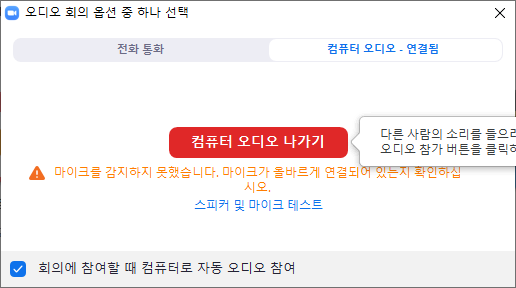 오디오 회의 옵션 중 하나 선택
전화 통화
컴퓨터 오디오 - 연결됨
컴퓨터 오디오 나가기
다른 사람의 소리를 들으려
오디오 참가 버튼을 클릭하
마이크를 감지하지 못했습니다. 마이크가 올바르게 연결되어 있는지 확인하십
시오.
스피커 및 마이크 테스트
회의에 참여할 때 컴퓨터로 자동 오디오 참여